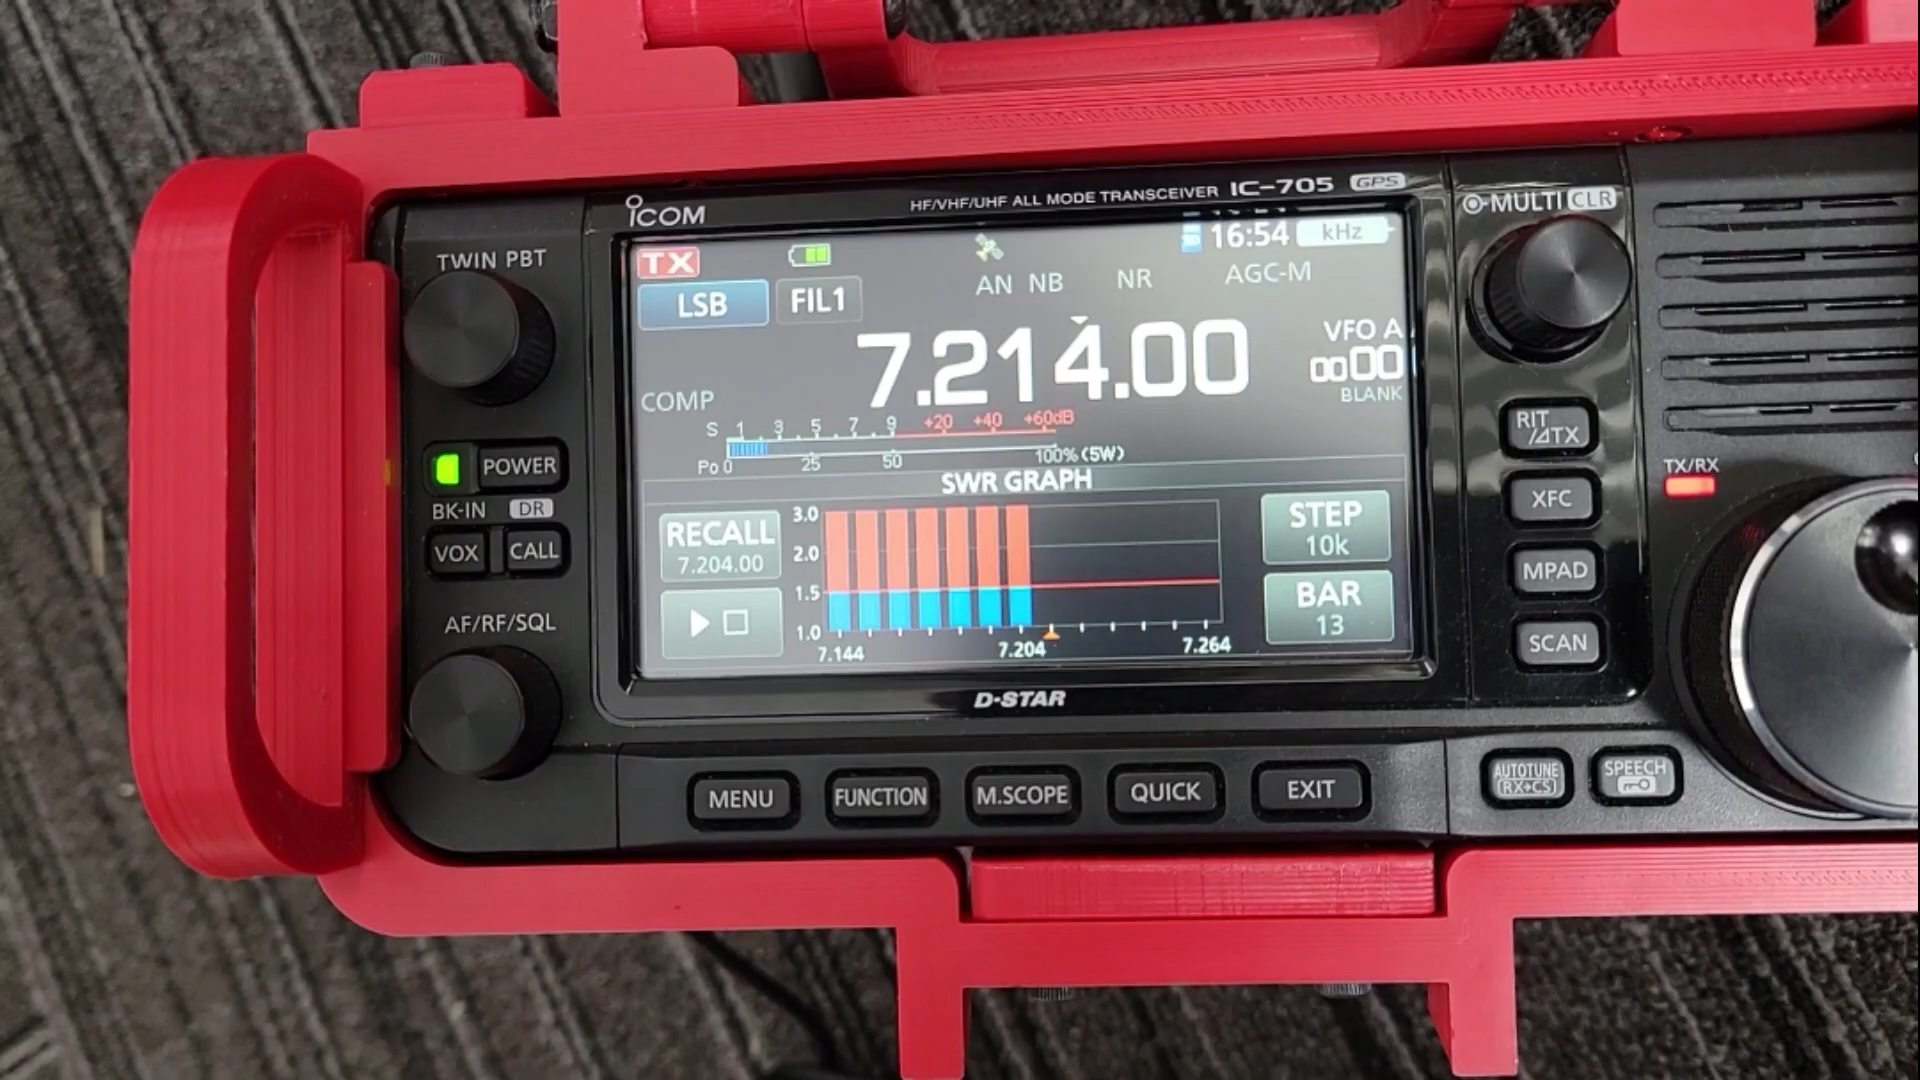 ICOM
HF/VHF/UHF ALL MODE TRANSCEIVER IC-705 GPS
MULTI CLR
TWIN PBT
TX
16:54 kHz
LSB FIL1
AN NB NR AGC-M
7.214.00
VFO A
00
BLANK
COMP
S 1 3 5 7 9 +20 +40 +60dB
Po 0 25 50 100% (5W)
SWR GRAPH
RECALL
7.204.00
3.0
2.0
1.5
1.0
7.144 7.204 7.264
STEP
10k
BAR
13
D-STAR
POWER
BK-IN DR
VOX CALL
AF/RF/SQL
RIT
/⊿TX
XFC
MPAD
SCAN
TX/RX
MENU FUNCTION M.SCOPE QUICK EXIT
AUTOTUNE
RX→CS
SPEECH